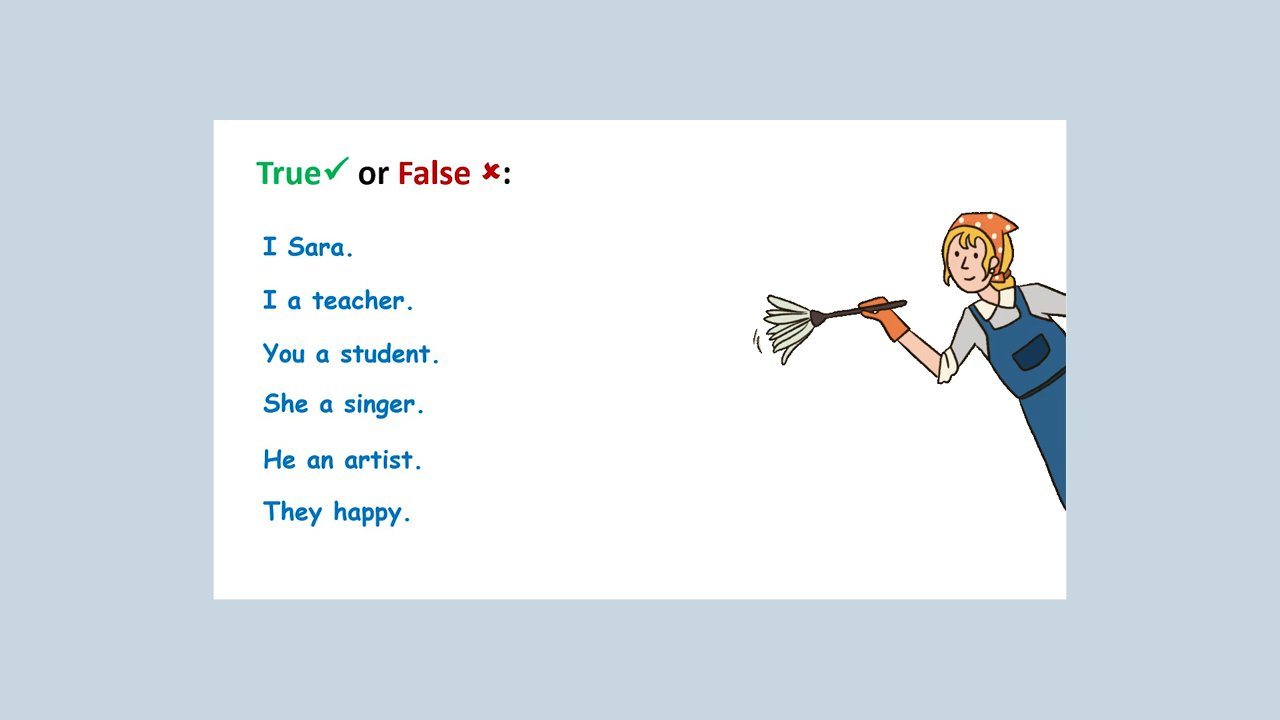 True✓ or False ✘:
I Sara.
I a teacher.
You a student.
She a singer.
He an artist.
They happy.